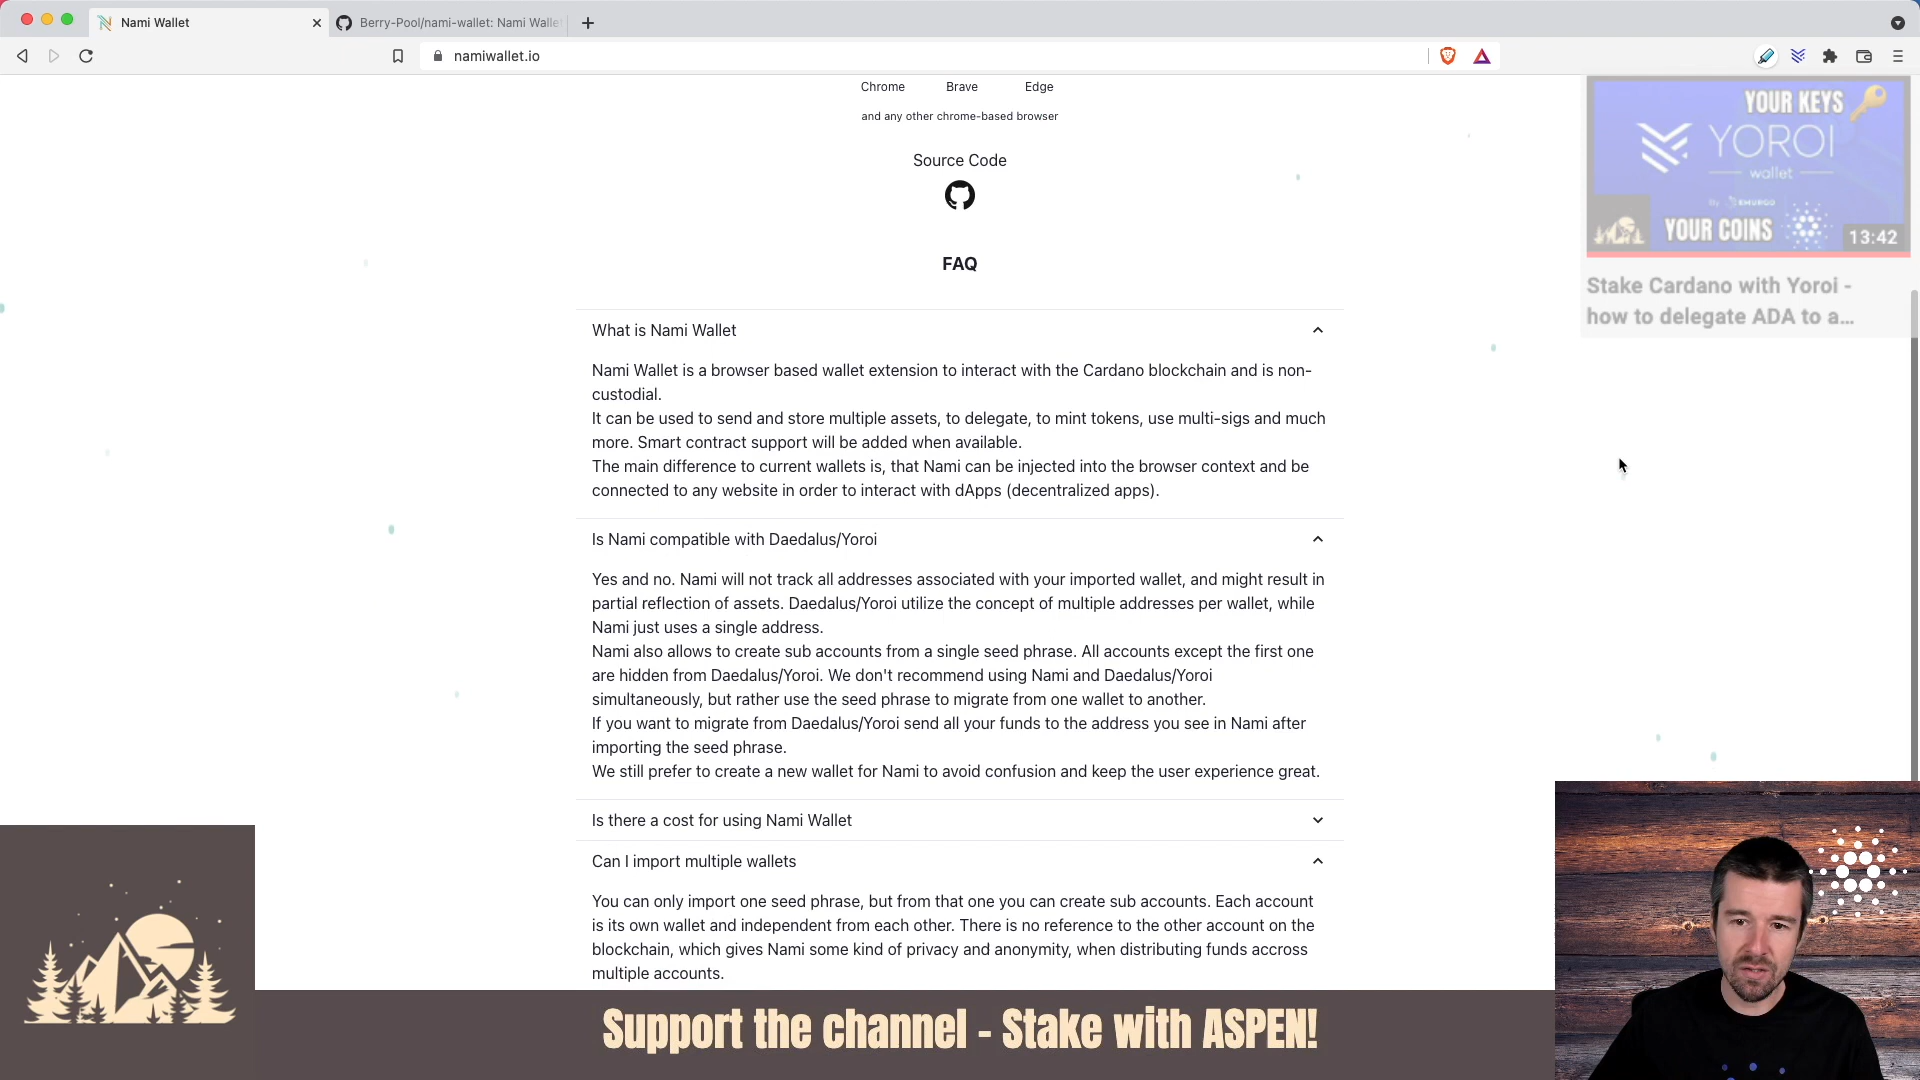 Nami Wallet
Berry-Pool/nami-wallet: Nami Walle
namiwallet.io
Chrome Brave Edge
and any other chrome-based browser
Source Code
FAQ
What is Nami Wallet
Nami Wallet is a browser based wallet extension to interact with the Cardano blockchain and is non-
custodial.
It can be used to send and store multiple assets, to delegate, to mint tokens, use multi-sigs and much
more. Smart contract support will be added when available.
The main difference to current wallets is, that Nami can be injected into the browser context and be
connected to any website in order to interact with dApps (decentralized apps).
Is Nami compatible with Daedalus/Yoroi
Yes and no. Nami will not track all addresses associated with your imported wallet, and might result in
partial reflection of assets. Daedalus/Yoroi utilize the concept of multiple addresses per wallet, while
Nami just uses a single address.
Nami also allows to create sub accounts from a single seed phrase. All accounts except the first one
are hidden from Daedalus/Yoroi. We don't recommend using Nami and Daedalus/Yoroi
simultaneously, but rather use the seed phrase to migrate from one wallet to another.
If you want to migrate from Daedalus/Yoroi send all your funds to the address you see in Nami after
importing the seed phrase.
We still prefer to create a new wallet for Nami to avoid confusion and keep the user experience great.
Is there a cost for using Nami Wallet
Can I import multiple wallets
You can only import one seed phrase, but from that one you can create sub accounts. Each account
is its own wallet and independent from each other. There is no reference to the other account on the
blockchain, which gives Nami some kind of privacy and anonymity, when distributing funds accross
multiple accounts.
YOUR KEYS
YOROI
wallet
By EMURGO
YOUR COINS
13:42
Stake Cardano with Yoroi -
how to delegate ADA to a...
Support the channel - Stake with ASPEN!